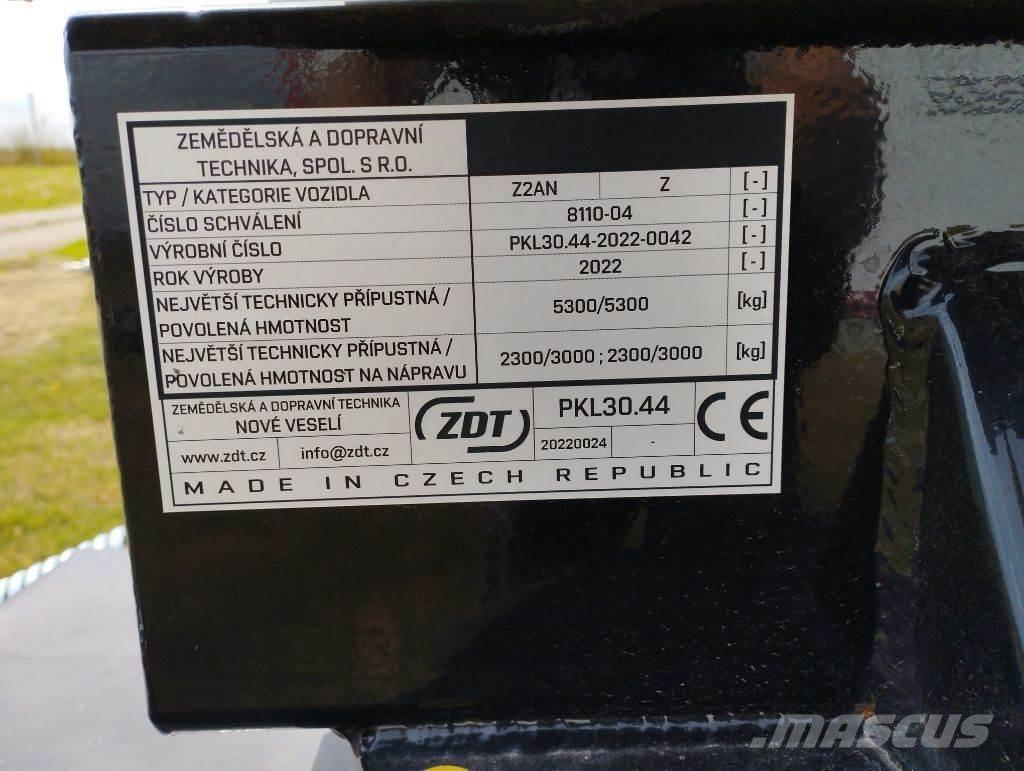 ZEMĚDĚLSKÁ A DOPRAVNÍ
TECHNIKA, SPOL. S R.O.
TYP / KATEGORIE VOZIDLA Z2AN Z [-]
ČÍSLO SCHVÁLENÍ 8110-04 [-]
VÝROBNÍ ČÍSLO PKL30.44-2022-0042 [-]
ROK VÝROBY 2022 [-]
NEJVĚTŠÍ TECHNICKY PŘÍPUSTNÁ /
POVOLENÁ HMOTNOST 5300/5300 [kg]
NEJVĚTŠÍ TECHNICKY PŘÍPUSTNÁ /
POVOLENÁ HMOTNOST NA NÁPRAVU 2300/3000 ; 2300/3000 [kg]
ZEMĚDĚLSKÁ A DOPRAVNÍ TECHNIKA
NOVÉ VESELÍ
www.zdt.cz info@zdt.cz
ZDT
PKL30.44
20220024 -
CE
MADE IN CZECH REPUBLIC
.MASCUS